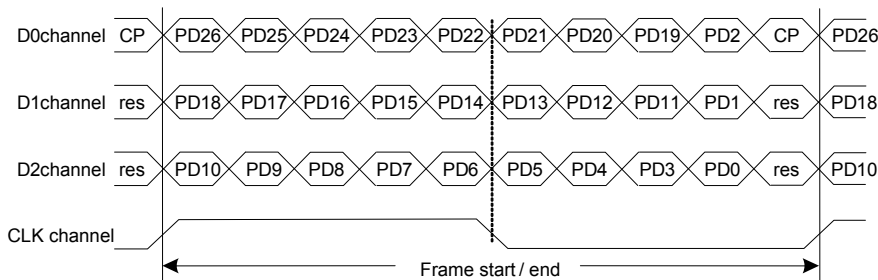 D0channel CP PD26 PD25 PD24 PD23 PD22 PD21 PD20 PD19 PD2 CP PD26
D1channel res PD18 PD17 PD16 PD15 PD14 PD13 PD12 PD11 PD1 res PD18
D2channel res PD10 PD9 PD8 PD7 PD6 PD5 PD4 PD3 PD0 res PD10
CLK channel
Frame start / end